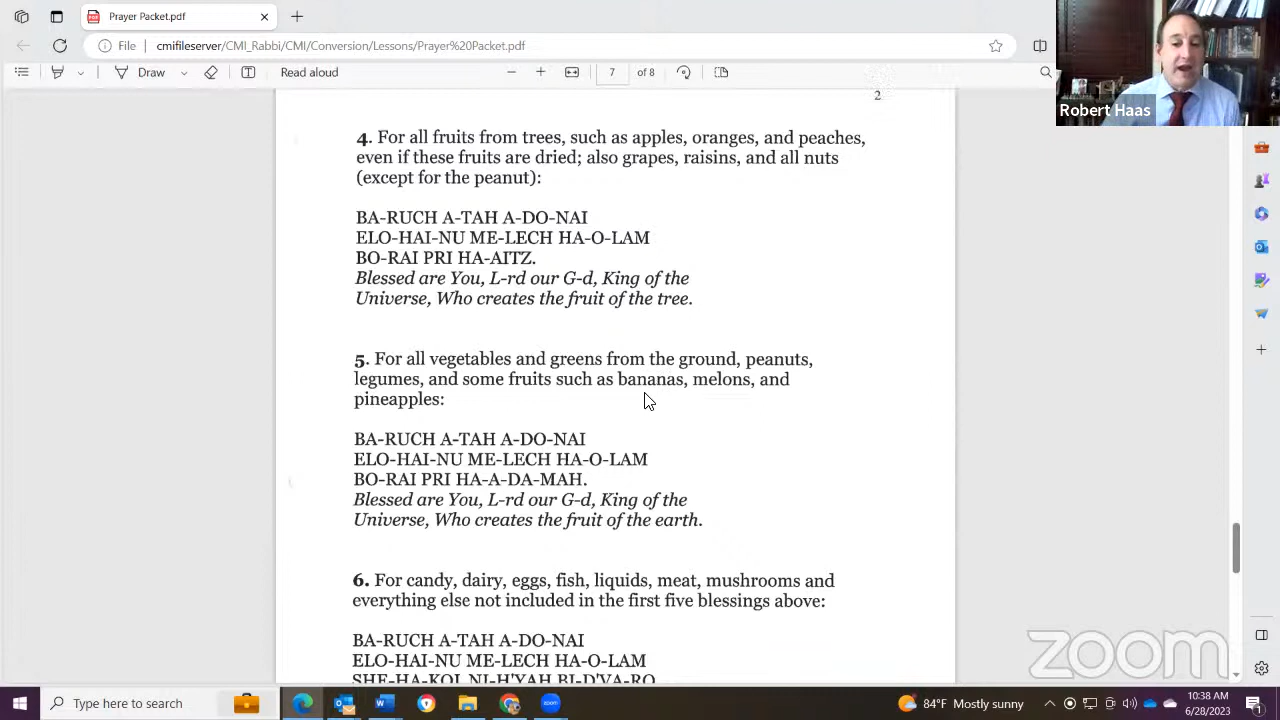 Prayer Packet.pdf
File
cmifileserver/CMI_Rabbi/CMI/Conversion/Lessons/Prayer%20Packet.pdf
Draw
Read aloud
7
of 8
Robert Haas
2
4. For all fruits from trees, such as apples, oranges, and peaches,
even if these fruits are dried; also grapes, raisins, and all nuts
(except for the peanut):
BA-RUCH A-TAH A-DO-NAI
ELO-HAI-NU ME-LECH HA-O-LAM
BO-RAI PRI HA-AITZ.
Blessed are You, L-rd our G-d, King of the
Universe, Who creates the fruit of the tree.
5. For all vegetables and greens from the ground, peanuts,
legumes, and some fruits such as bananas, melons, and
pineapples:
BA-RUCH A-TAH A-DO-NAI
ELO-HAI-NU ME-LECH HA-O-LAM
BO-RAI PRI HA-A-DA-MAH.
Blessed are You, L-rd our G-d, King of the
Universe, Who creates the fruit of the earth.
6. For candy, dairy, eggs, fish, liquids, meat, mushrooms and
everything else not included in the first five blessings above:
BA-RUCH A-TAH A-DO-NAI
ELO-HAI-NU ME-LECH HA-O-LAM
SHE-HA-KOL NI-H'YAH BI-D'VA-RO
zoom
Type here to search
84°F Mostly sunny
10:38 AM
6/28/2023